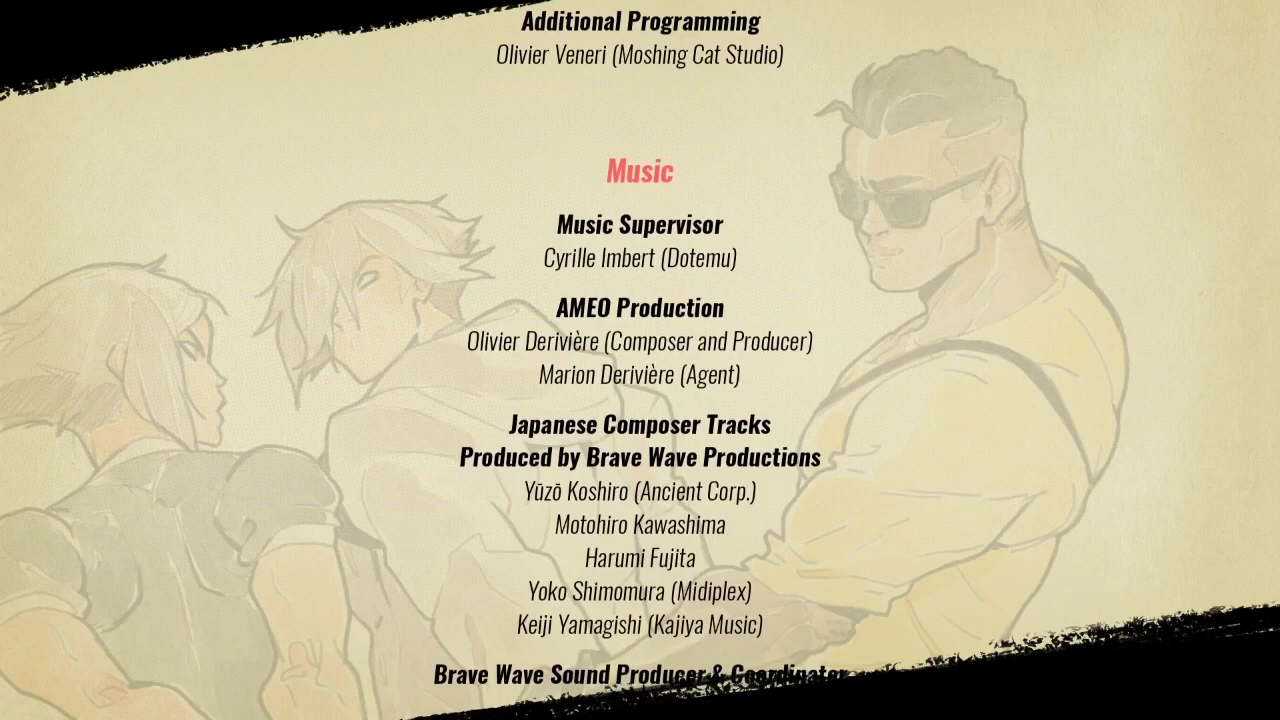 Additional Programming
Olivier Veneri (Moshing Cat Studio)
Music
Music Supervisor
Cyrille Imbert (Dotemu)
AMEO Production
Olivier Derivière (Composer and Producer)
Marion Derivière (Agent)
Japanese Composer Tracks
Produced by Brave Wave Productions
Yūzō Koshiro (Ancient Corp.)
Motohiro Kawashima
Harumi Fujita
Yoko Shimomura (Midiplex)
Keiji Yamagishi (Kajiya Music)
Brave Wave Sound Producer & Coordinator